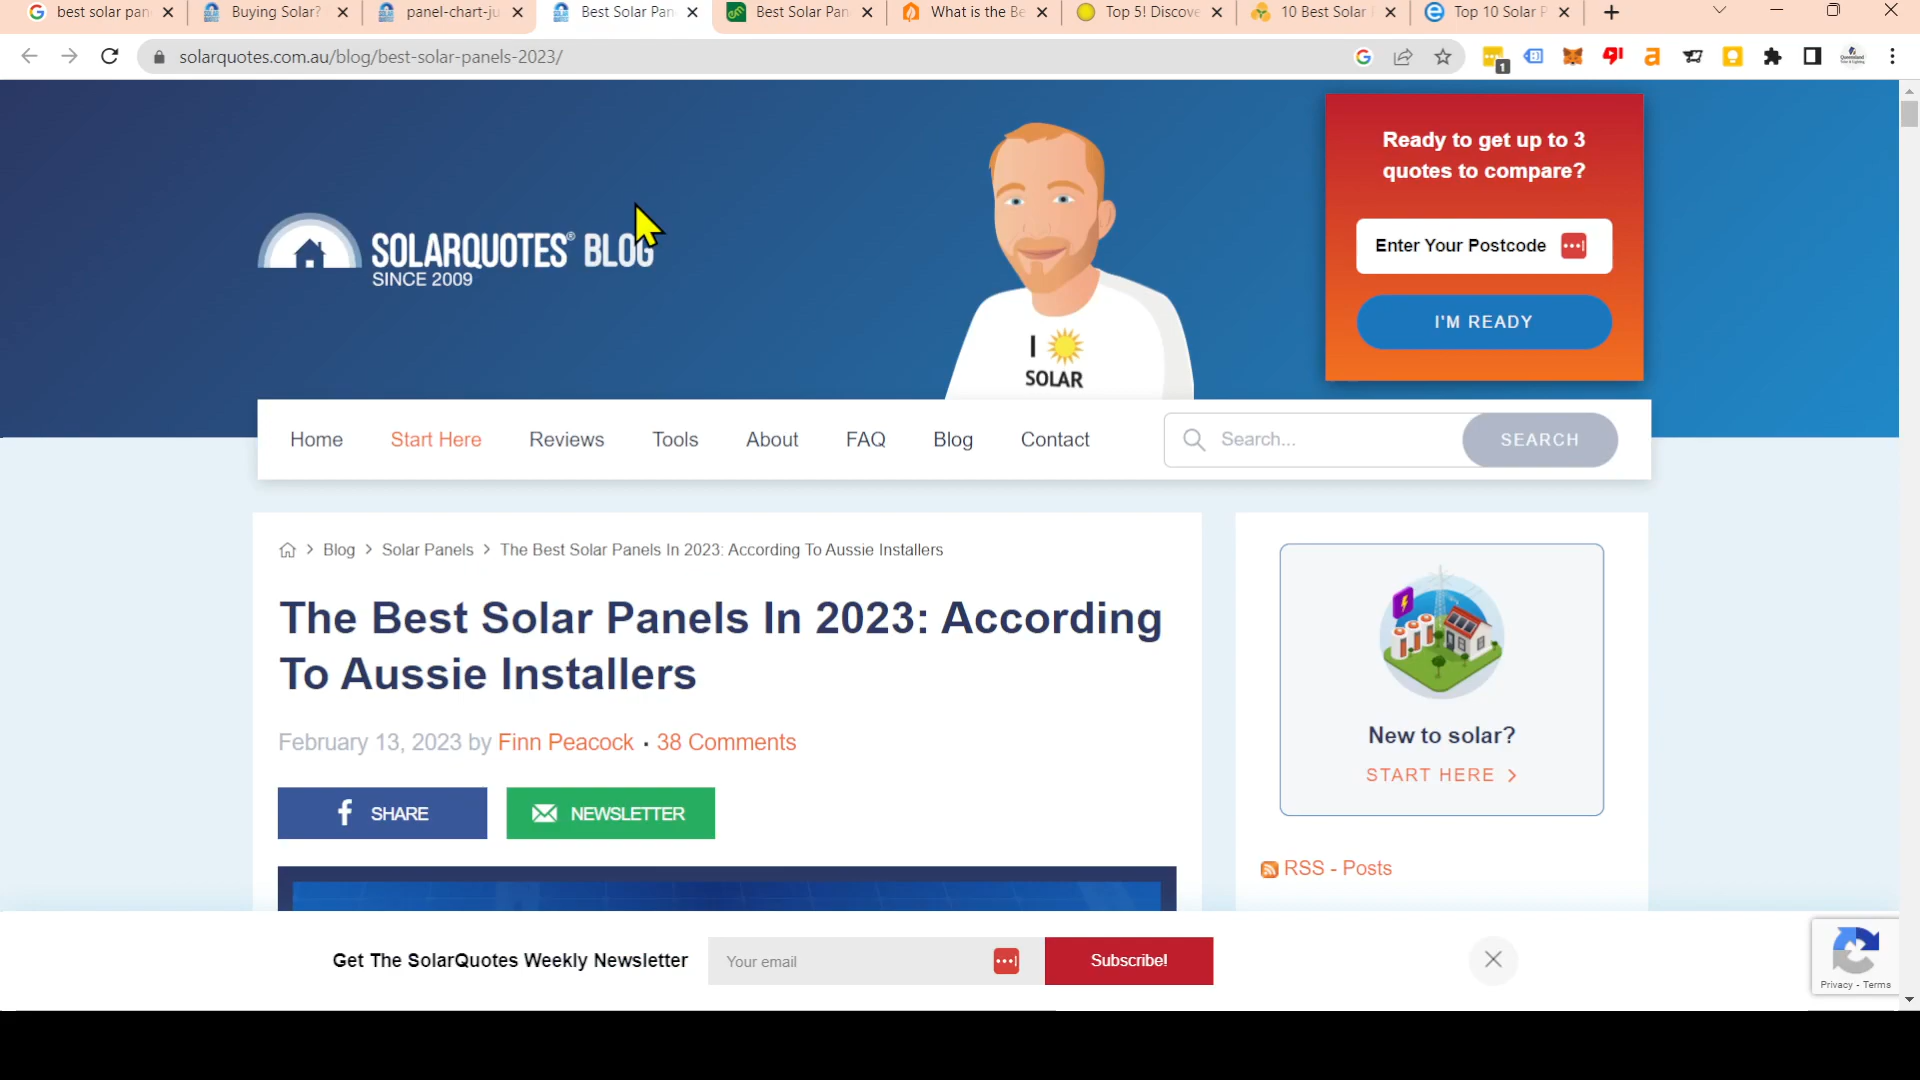 best solar pan
Buying Solar?
panel-chart-ju
Best Solar Pan
Best Solar Pan
What is the Be
Top 5! Discove
10 Best Solar
Top 10 Solar P
solarquotes.com.au/blog/best-solar-panels-2023/
1
SOLARQUOTES® BLOG
SINCE 2009
I
SOLAR
Ready to get up to 3
quotes to compare?
Enter Your Postcode
I'M READY
Home
Start Here
Reviews
Tools
About
FAQ
Blog
Contact
Search...
SEARCH
Blog > Solar Panels > The Best Solar Panels In 2023: According To Aussie Installers
The Best Solar Panels In 2023: According
To Aussie Installers
February 13, 2023 by Finn Peacock · 38 Comments
SHARE
NEWSLETTER
New to solar?
START HERE >
RSS - Posts
Get The SolarQuotes Weekly Newsletter
Your email
Subscribe!
Privacy - Terms